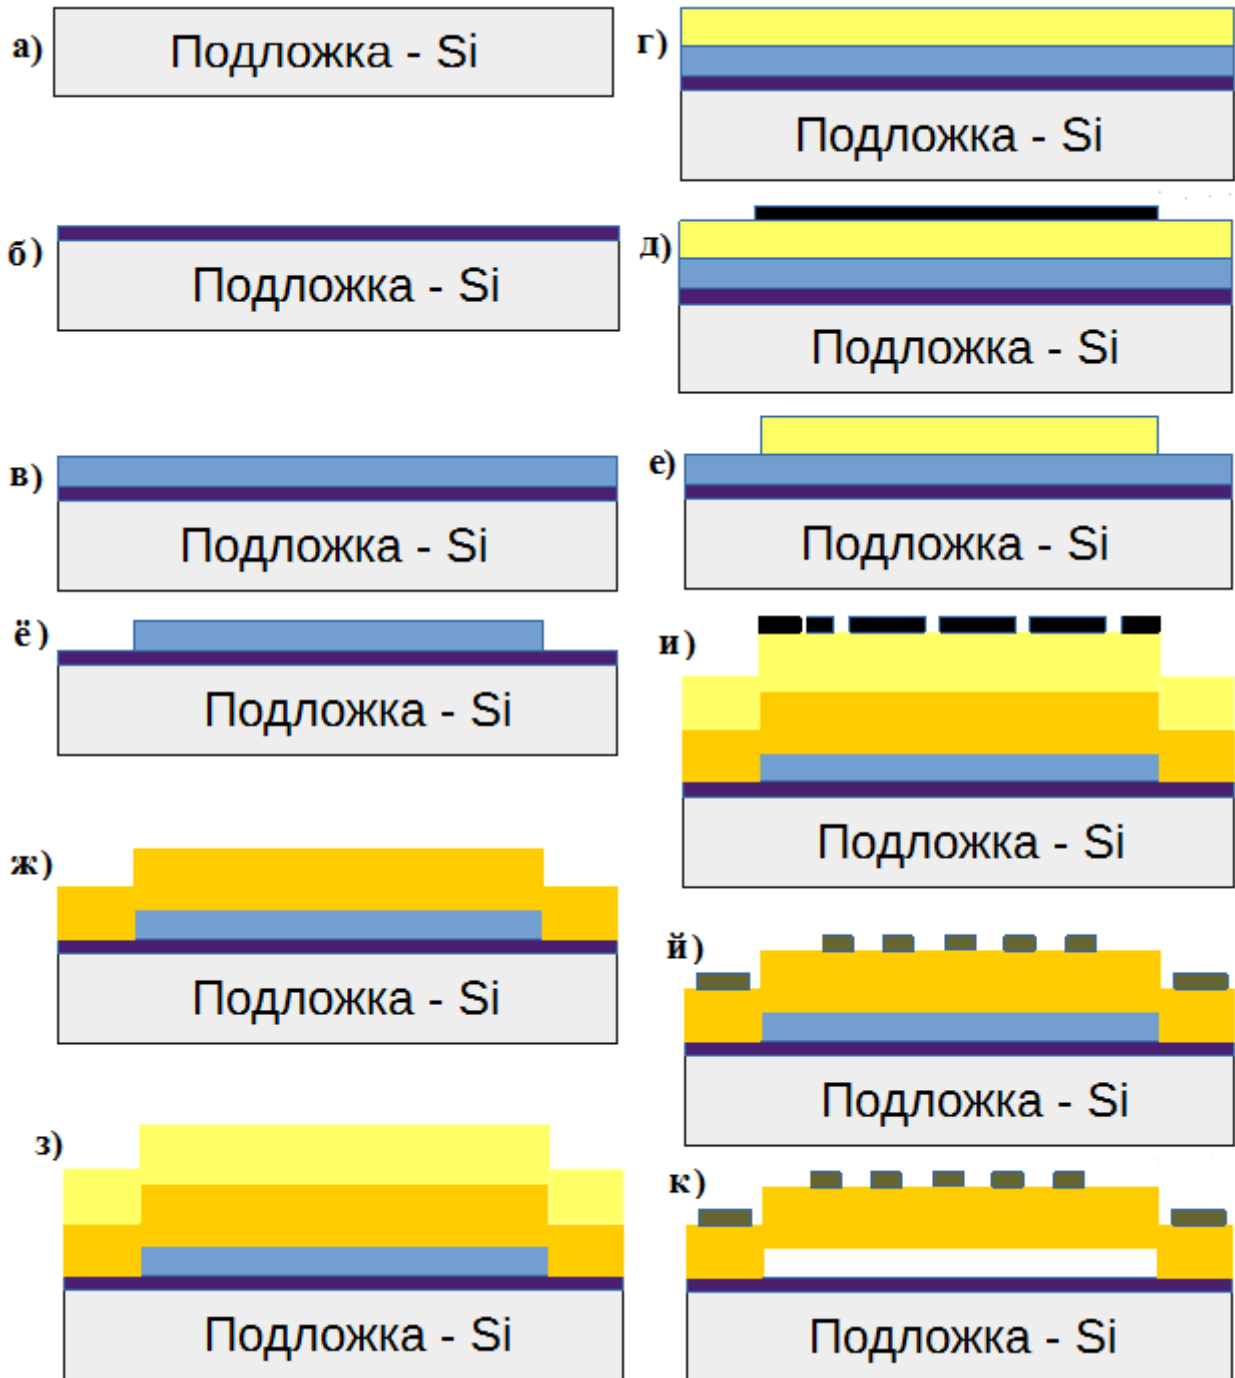 а) Подложка - Si
б) Подложка - Si
в) Подложка - Si
г) Подложка - Si
д) Подложка - Si
е) Подложка - Si
ё) Подложка - Si
ж) Подложка - Si
з) Подложка - Si
и) Подложка - Si
й) Подложка - Si
к) Подложка - Si